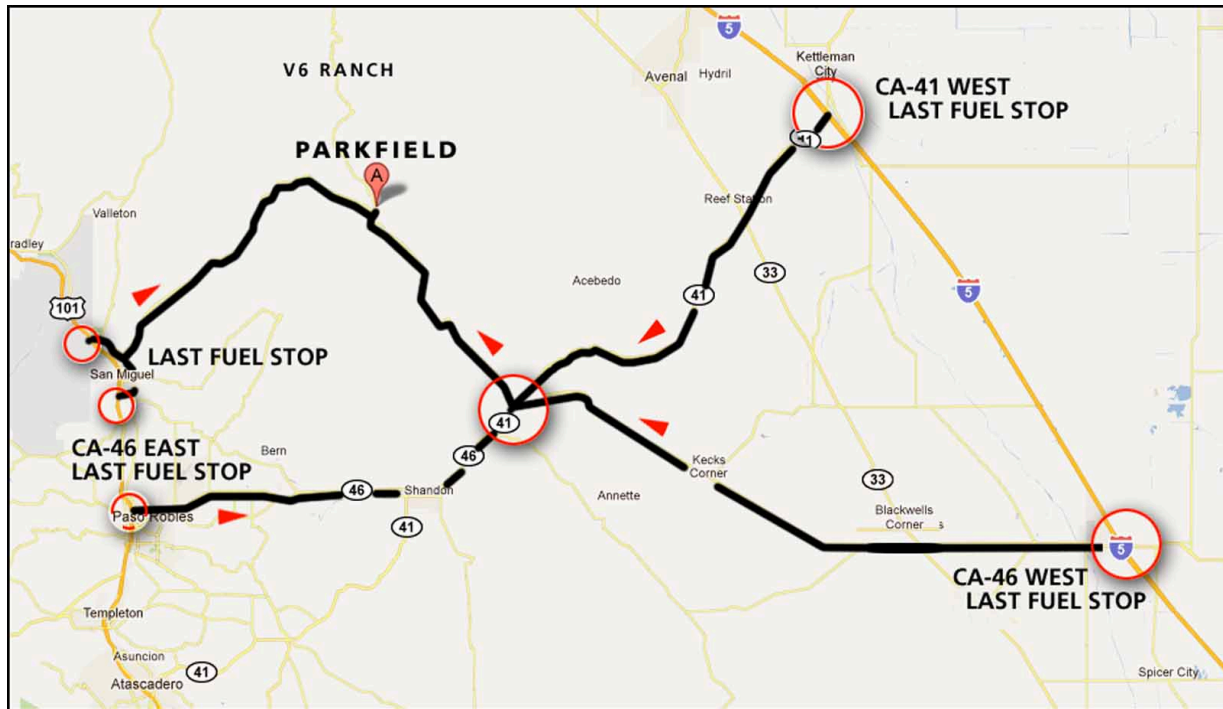 5
Kettleman
City
V6 RANCH
Avenal
Hydril
CA-41 WEST
LAST FUEL STOP
41
PARKFIELD
A
Reef Station
Valleton
radley
33
Acebedo
5
41
101
LAST FUEL STOP
San Miguel
41
CA-46 EAST
LAST FUEL STOP
Bern
46
Kecks
Corner
33
46
Shandon
Annette
Blackwells
Corner
s
Paso Robles
41
5
CA-46 WEST
LAST FUEL STOP
Templeton
Asuncion
41
Atascadero
Spicer City